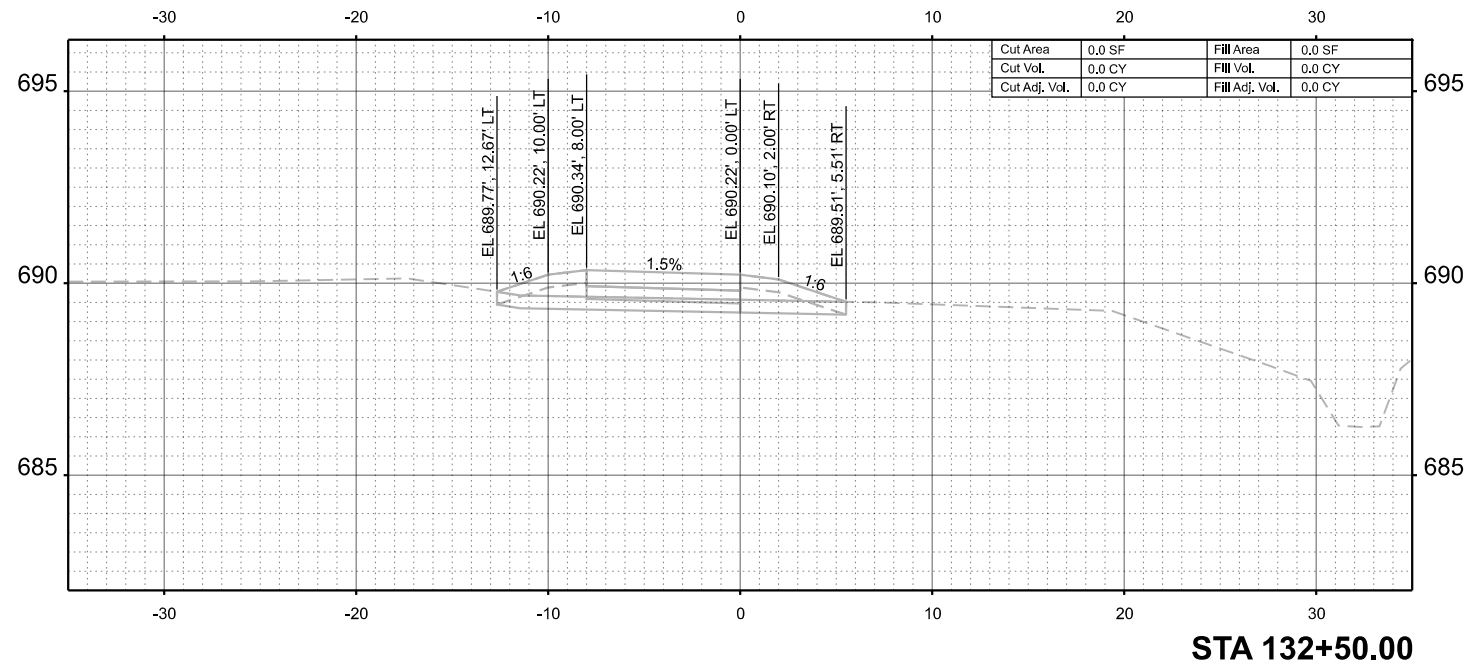 -30 -20 -10 0 10 20 30
Cut Area 0.0 SF Fill Area 0.0 SF
Cut Vol. 0.0 CY Fill Vol. 0.0 CY
Cut Adj. Vol. 0.0 CY Fill Adj. Vol. 0.0 CY
695 695
EL 689.77', 12.67' LT
EL 690.22', 10.00' LT
EL 690.34', 8.00' LT
EL 690.22', 0.00' LT
EL 690.10', 2.00' RT
EL 689.51', 5.51' RT
690 690
1:6 1.5% 1:6
685 685
-30 -20 -10 0 10 20 30
STA 132+50.00